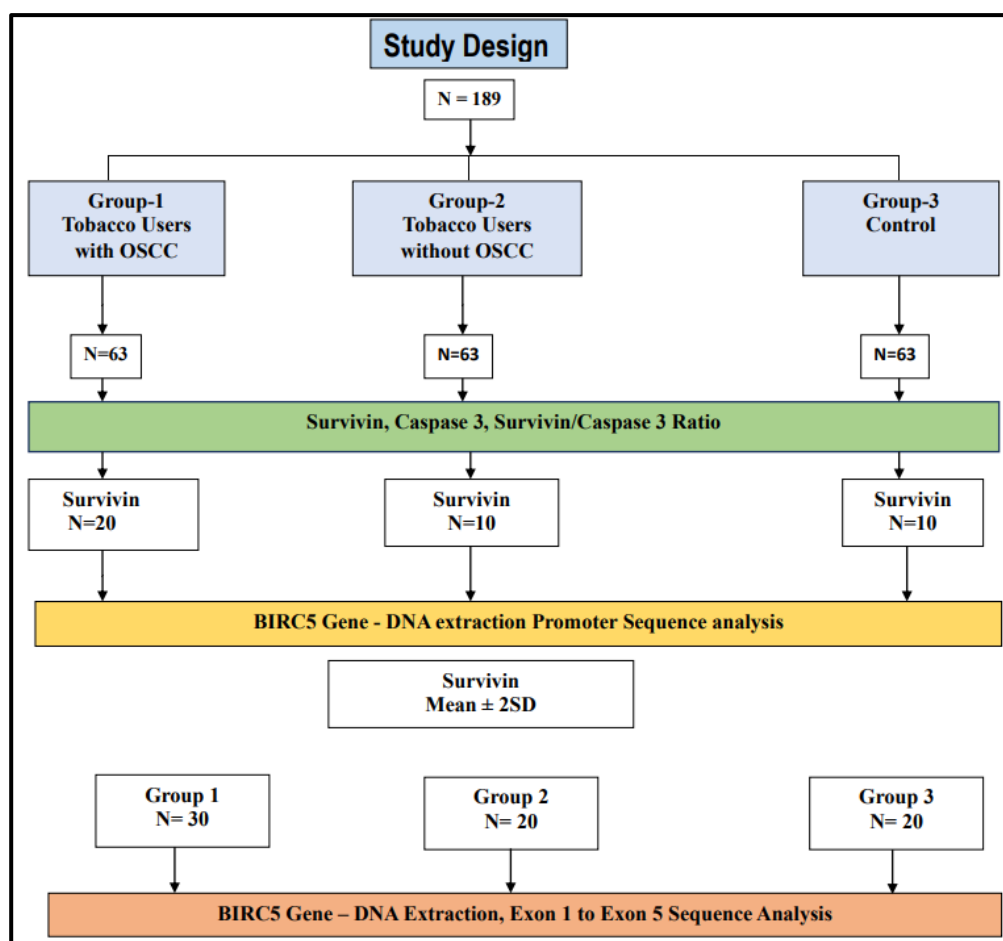 Study Design
N = 189
Group-1
Tobacco Users
with OSCC
Group-2
Tobacco Users
without OSCC
Group-3
Control
N=63
N=63
N=63
Survivin, Caspase 3, Survivin/Caspase 3 Ratio
Survivin
N=20
Survivin
N=10
Survivin
N=10
BIRC5 Gene - DNA extraction Promoter Sequence analysis
Survivin
Mean ± 2SD
Group 1
N= 30
Group 2
N= 20
Group 3
N= 20
BIRC5 Gene – DNA Extraction, Exon 1 to Exon 5 Sequence Analysis